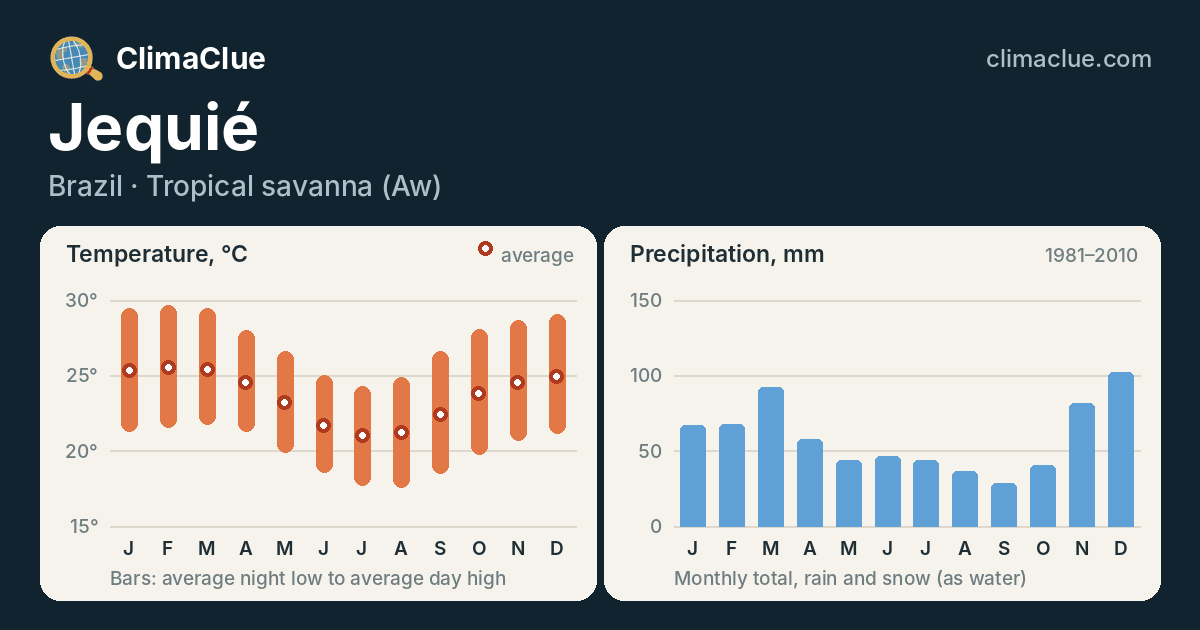 ClimaClue
climaclue.com
Jequié
Brazil · Tropical savanna (Aw)
Temperature, °C
average
30°
25°
20°
15°
J F M A M J J A S O N D
Bars: average night low to average day high
Precipitation, mm
1981–2010
150
100
50
0
J F M A M J J A S O N D
Monthly total, rain and snow (as water)